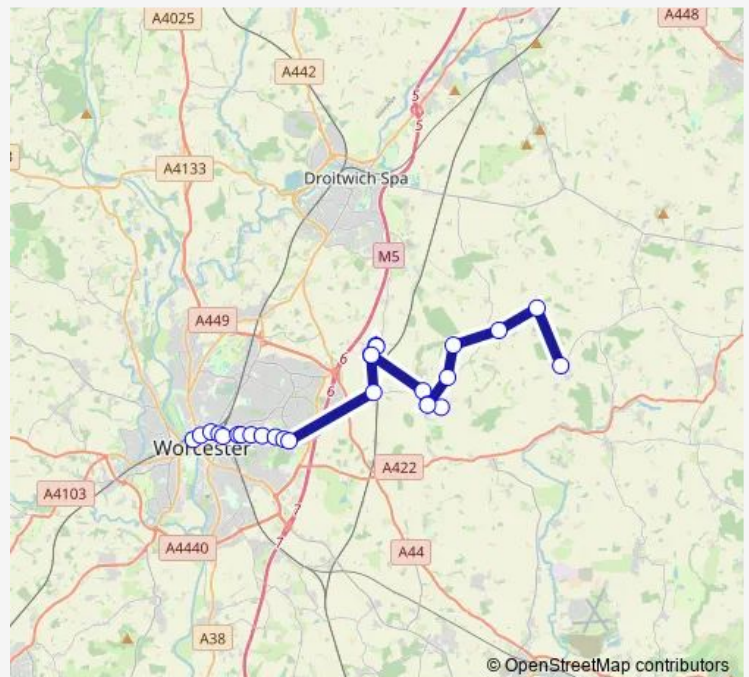 A4025
A448
A442
5
5
A4133
Droitwich Spa
M5
A449
6
6
Worcester
A422
A4103
7
7
A4440
A44
A38
© OpenStreetMap contributors